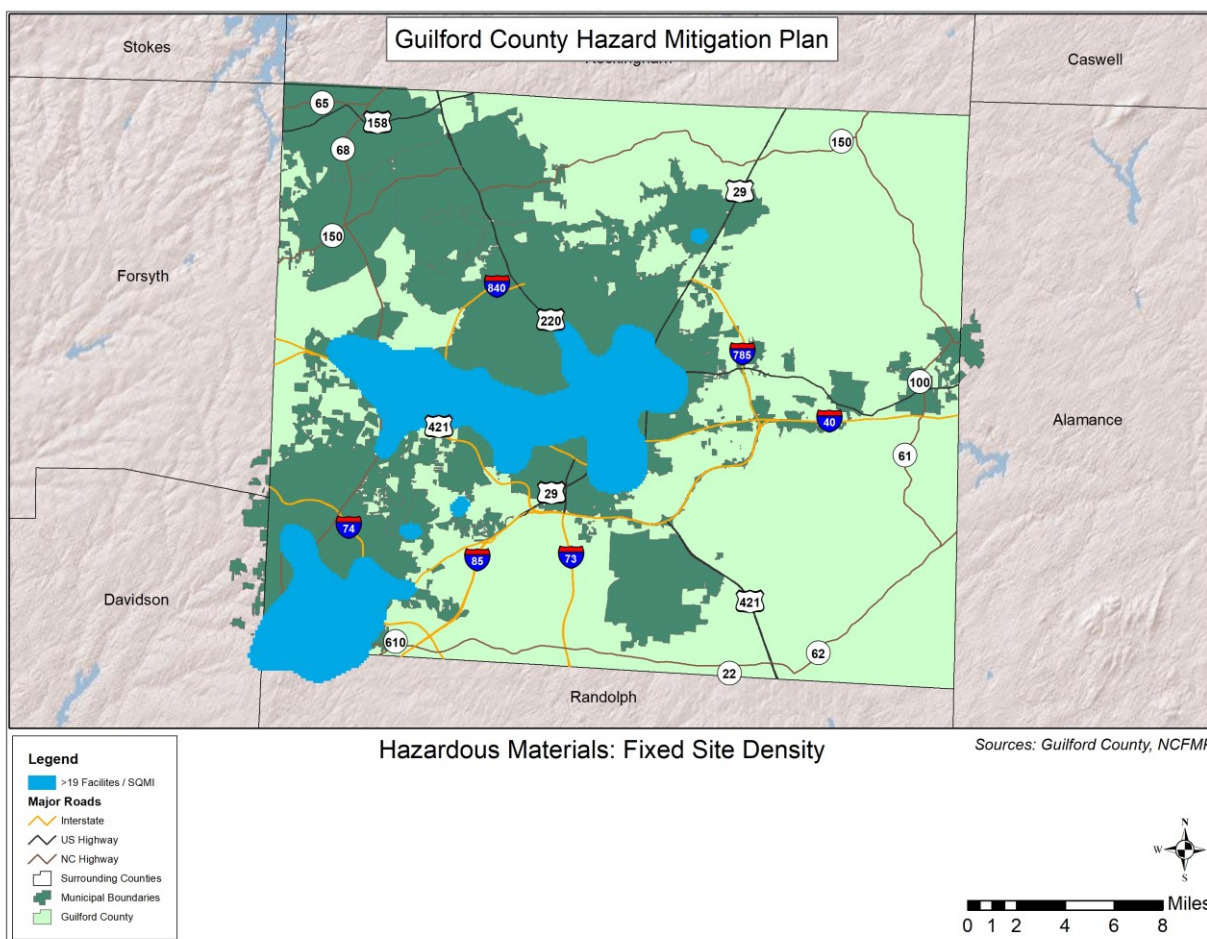 Guilford County Hazard Mitigation Plan
Stokes
Rockingham
Caswell
65
158
68
150
29
150
Forsyth
840
220
785
100
421
40
Alamance
61
29
74
85
73
Davidson
421
610
62
22
Randolph
Hazardous Materials: Fixed Site Density
Sources: Guilford County, NCFMP
Legend
>19 Facilites / SQMI
Major Roads
Interstate
US Highway
NC Highway
Surrounding Counties
Municipal Boundaries
Guilford County
N
W E
S
Miles
0 1 2 4 6 8